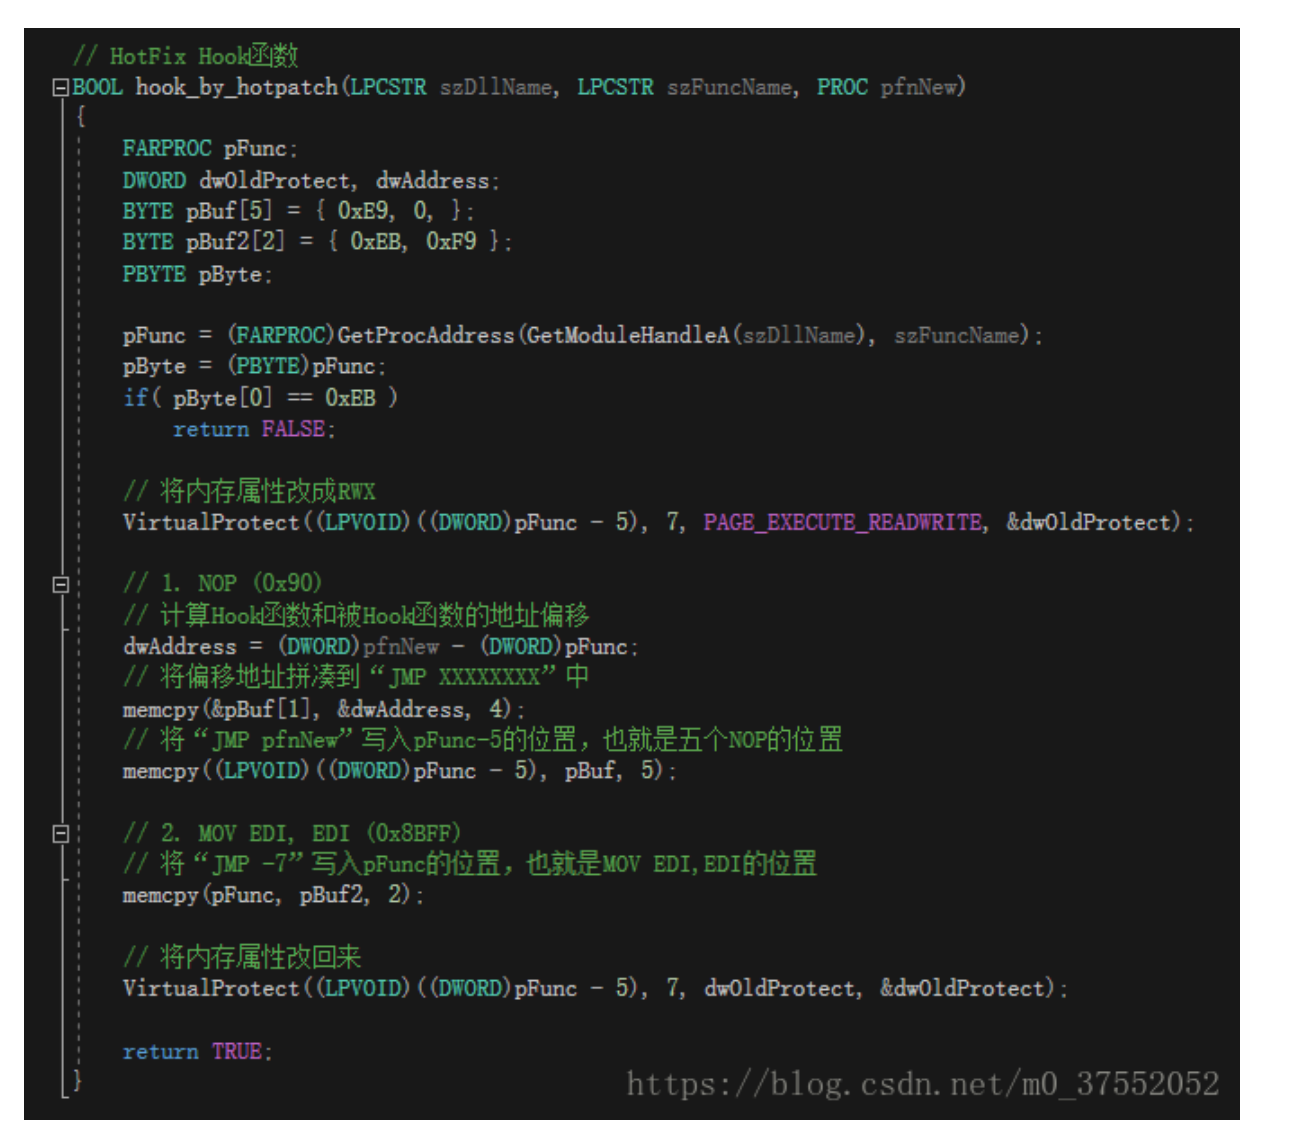 // HotFix Hook函数
BOOL hook_by_hotpatch(LPCSTR szDllName, LPCSTR szFuncName, PROC pfnNew)
{
FARPROC pFunc;
DWORD dwOldProtect, dwAddress;
BYTE pBuf[5] = { 0xE9, 0, };
BYTE pBuf2[2] = { 0xEB, 0xF9 };
PBYTE pByte;
pFunc = (FARPROC)GetProcAddress(GetModuleHandleA(szDllName), szFuncName);
pByte = (PBYTE)pFunc;
if( pByte[0] == 0xEB )
return FALSE;
// 将内存属性改成RWX
VirtualProtect((LPVOID)((DWORD)pFunc - 5), 7, PAGE_EXECUTE_READWRITE, &dwOldProtect);
// 1. NOP (0x90)
// 计算Hook函数和被Hook函数的地址偏移
dwAddress = (DWORD)pfnNew - (DWORD)pFunc;
// 将偏移地址拼凑到“JMP XXXXXXXX”中
memcpy(&pBuf[1], &dwAddress, 4);
// 将“JMP pfnNew”写入pFunc-5的位置，也就是五个NOP的位置
memcpy((LPVOID)((DWORD)pFunc - 5), pBuf, 5);
// 2. MOV EDI, EDI (0x8BFF)
// 将“JMP -7”写入pFunc的位置，也就是MOV EDI,EDI的位置
memcpy(pFunc, pBuf2, 2);
// 将内存属性改回来
VirtualProtect((LPVOID)((DWORD)pFunc - 5), 7, dwOldProtect, &dwOldProtect);
return TRUE;
}
https://blog.csdn.net/m0_37552052